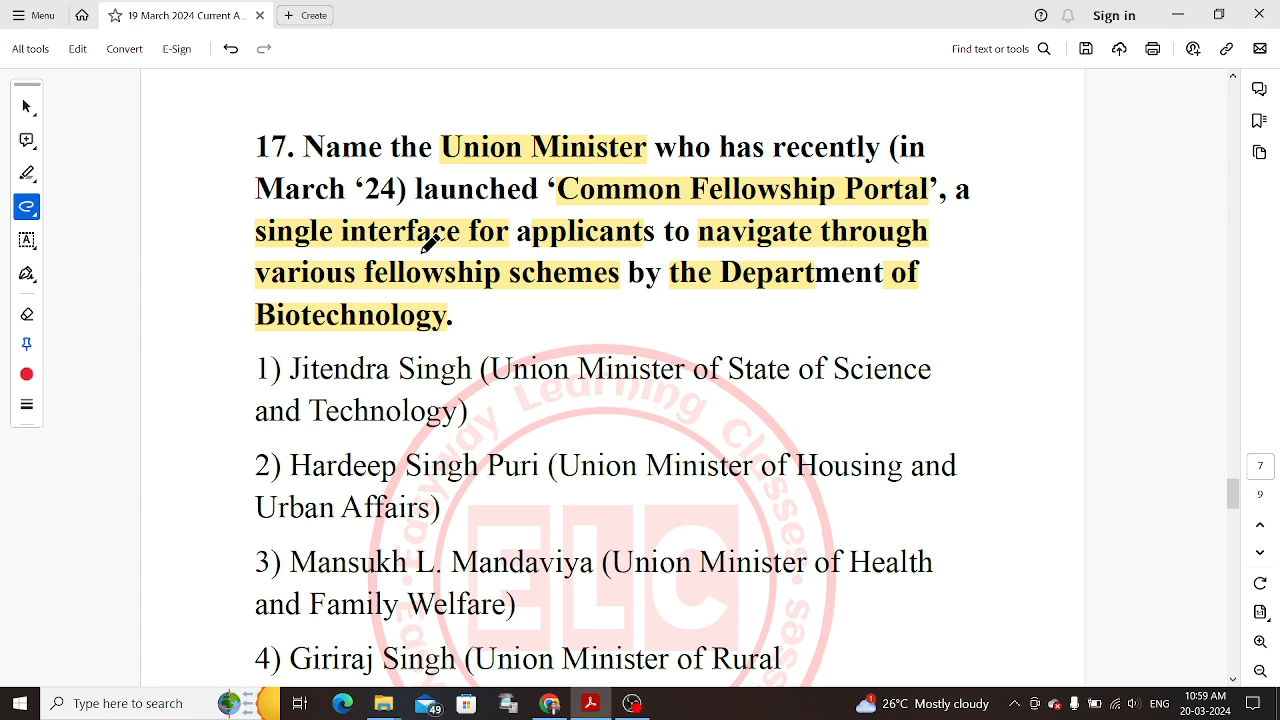 Menu
19 March 2024 Current A...
Create
Sign in
All tools Edit Convert E-Sign
Find text or tools
17. Name the Union Minister who has recently (in
March ‘24) launched ‘Common Fellowship Portal’, a
single interface for applicants to navigate through
various fellowship schemes by the Department of
Biotechnology.
1) Jitendra Singh (Union Minister of State of Science
and Technology)
2) Hardeep Singh Puri (Union Minister of Housing and
Urban Affairs)
3) Mansukh L. Mandaviya (Union Minister of Health
and Family Welfare)
4) Giriraj Singh (Union Minister of Rural
Easyway Learning Classes
ELC
7
9
Type here to search
26°C Mostly cloudy
ENG
10:59 AM
20-03-2024